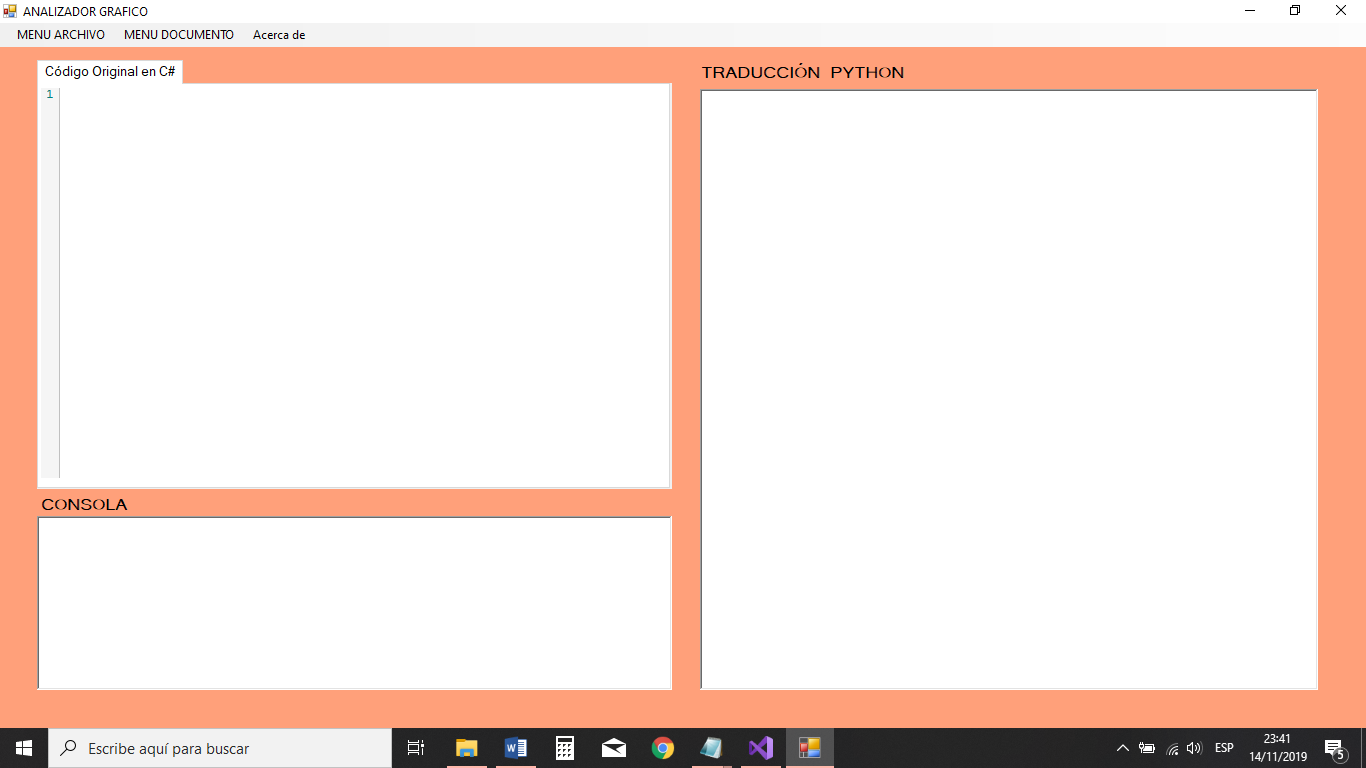 ANALIZADOR GRAFICO
MENU ARCHIVO MENU DOCUMENTO Acerca de
Código Original en C#
1
CONSOLA
TRADUCCIÓN PYTHON
Escribe aquí para buscar
ESP
23:41
14/11/2019
5